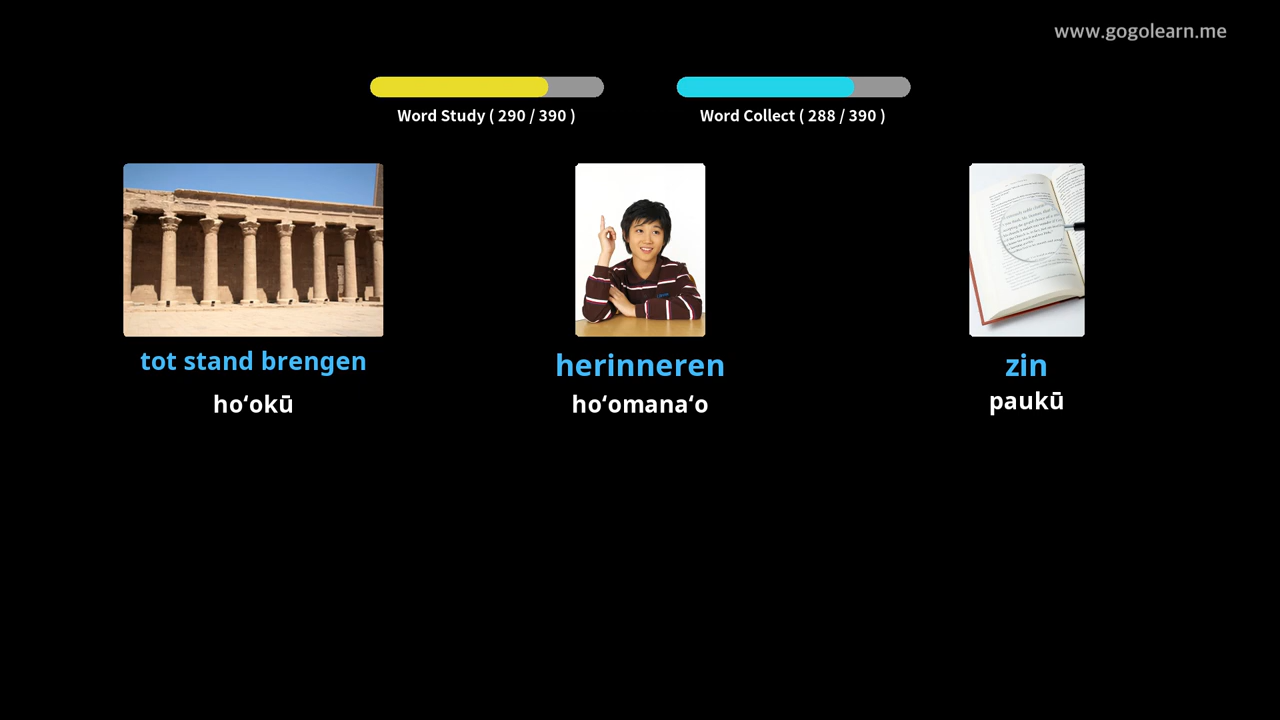 www.gogolearn.me
Word Study ( 290 / 390 )
Word Collect ( 288 / 390 )
tot stand brengen
hoʻokū
herinneren
hoʻomanaʻo
zin
paukū